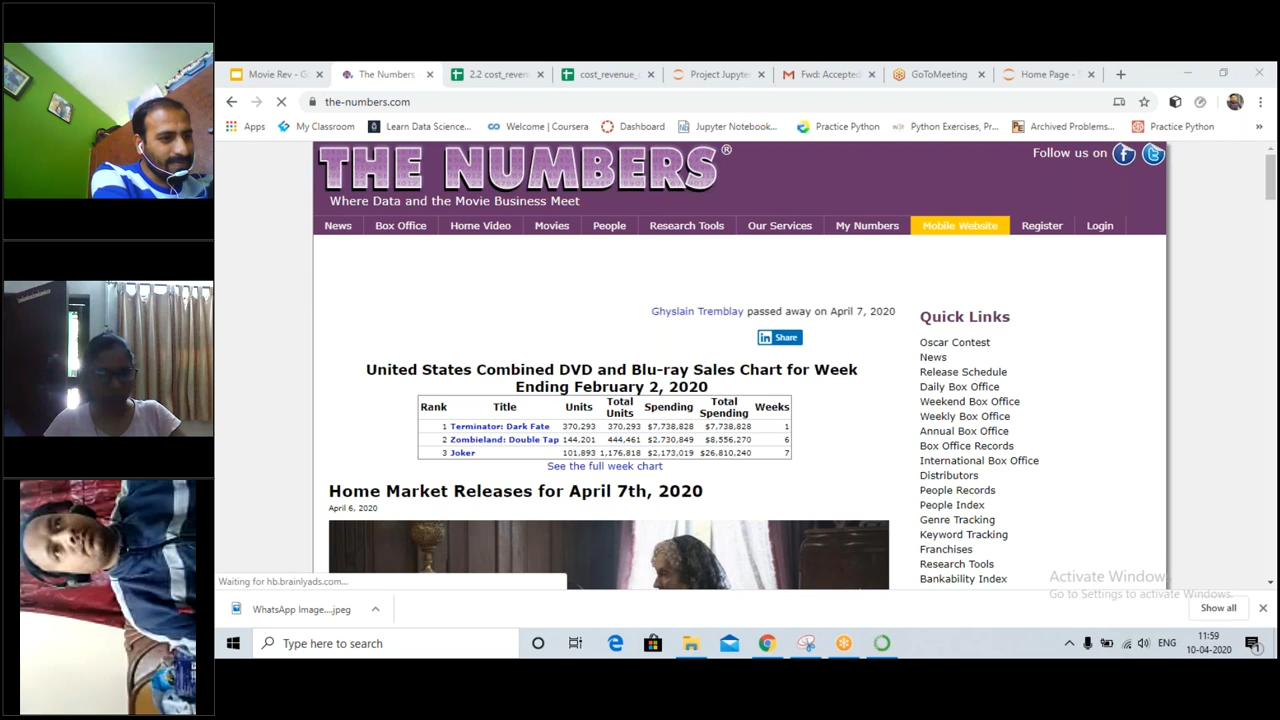 Movie Rev - G
The Numbers
2.2 cost_reven
cost_revenue_
Project Jupyte
Fwd: Accepted
GoToMeeting
Home Page -
the-numbers.com
Apps
My Classroom
Learn Data Science...
Welcome | Coursera
Dashboard
Jupyter Notebook...
Practice Python
Python Exercises, Pr...
Archived Problems...
Practice Python
THE NUMBERS®
Where Data and the Movie Business Meet
Follow us on
News Box Office Home Video Movies People Research Tools Our Services My Numbers Mobile Website Register Login
Ghyslain Tremblay passed away on April 7, 2020
in Share
United States Combined DVD and Blu-ray Sales Chart for Week
Ending February 2, 2020
Rank Title Units Total Units Spending Total Spending Weeks
1 Terminator: Dark Fate 370,293 370,293 $7,738,828 $7,738,828 1
2 Zombieland: Double Tap 144,201 444,461 $2,730,849 $8,556,270 6
3 Joker 101,893 1,176,818 $2,173,019 $26,810,240 7
See the full week chart
Home Market Releases for April 7th, 2020
April 6, 2020
Quick Links
Oscar Contest
News
Release Schedule
Daily Box Office
Weekend Box Office
Weekly Box Office
Annual Box Office
Box Office Records
International Box Office
Distributors
People Records
People Index
Genre Tracking
Keyword Tracking
Franchises
Research Tools
Bankability Index
Activate Windows
Go to Settings to activate Windows.
Waiting for hb.brainlyads.com...
WhatsApp Image....jpeg
Show all
Type here to search
ENG
11:59
10-04-2020